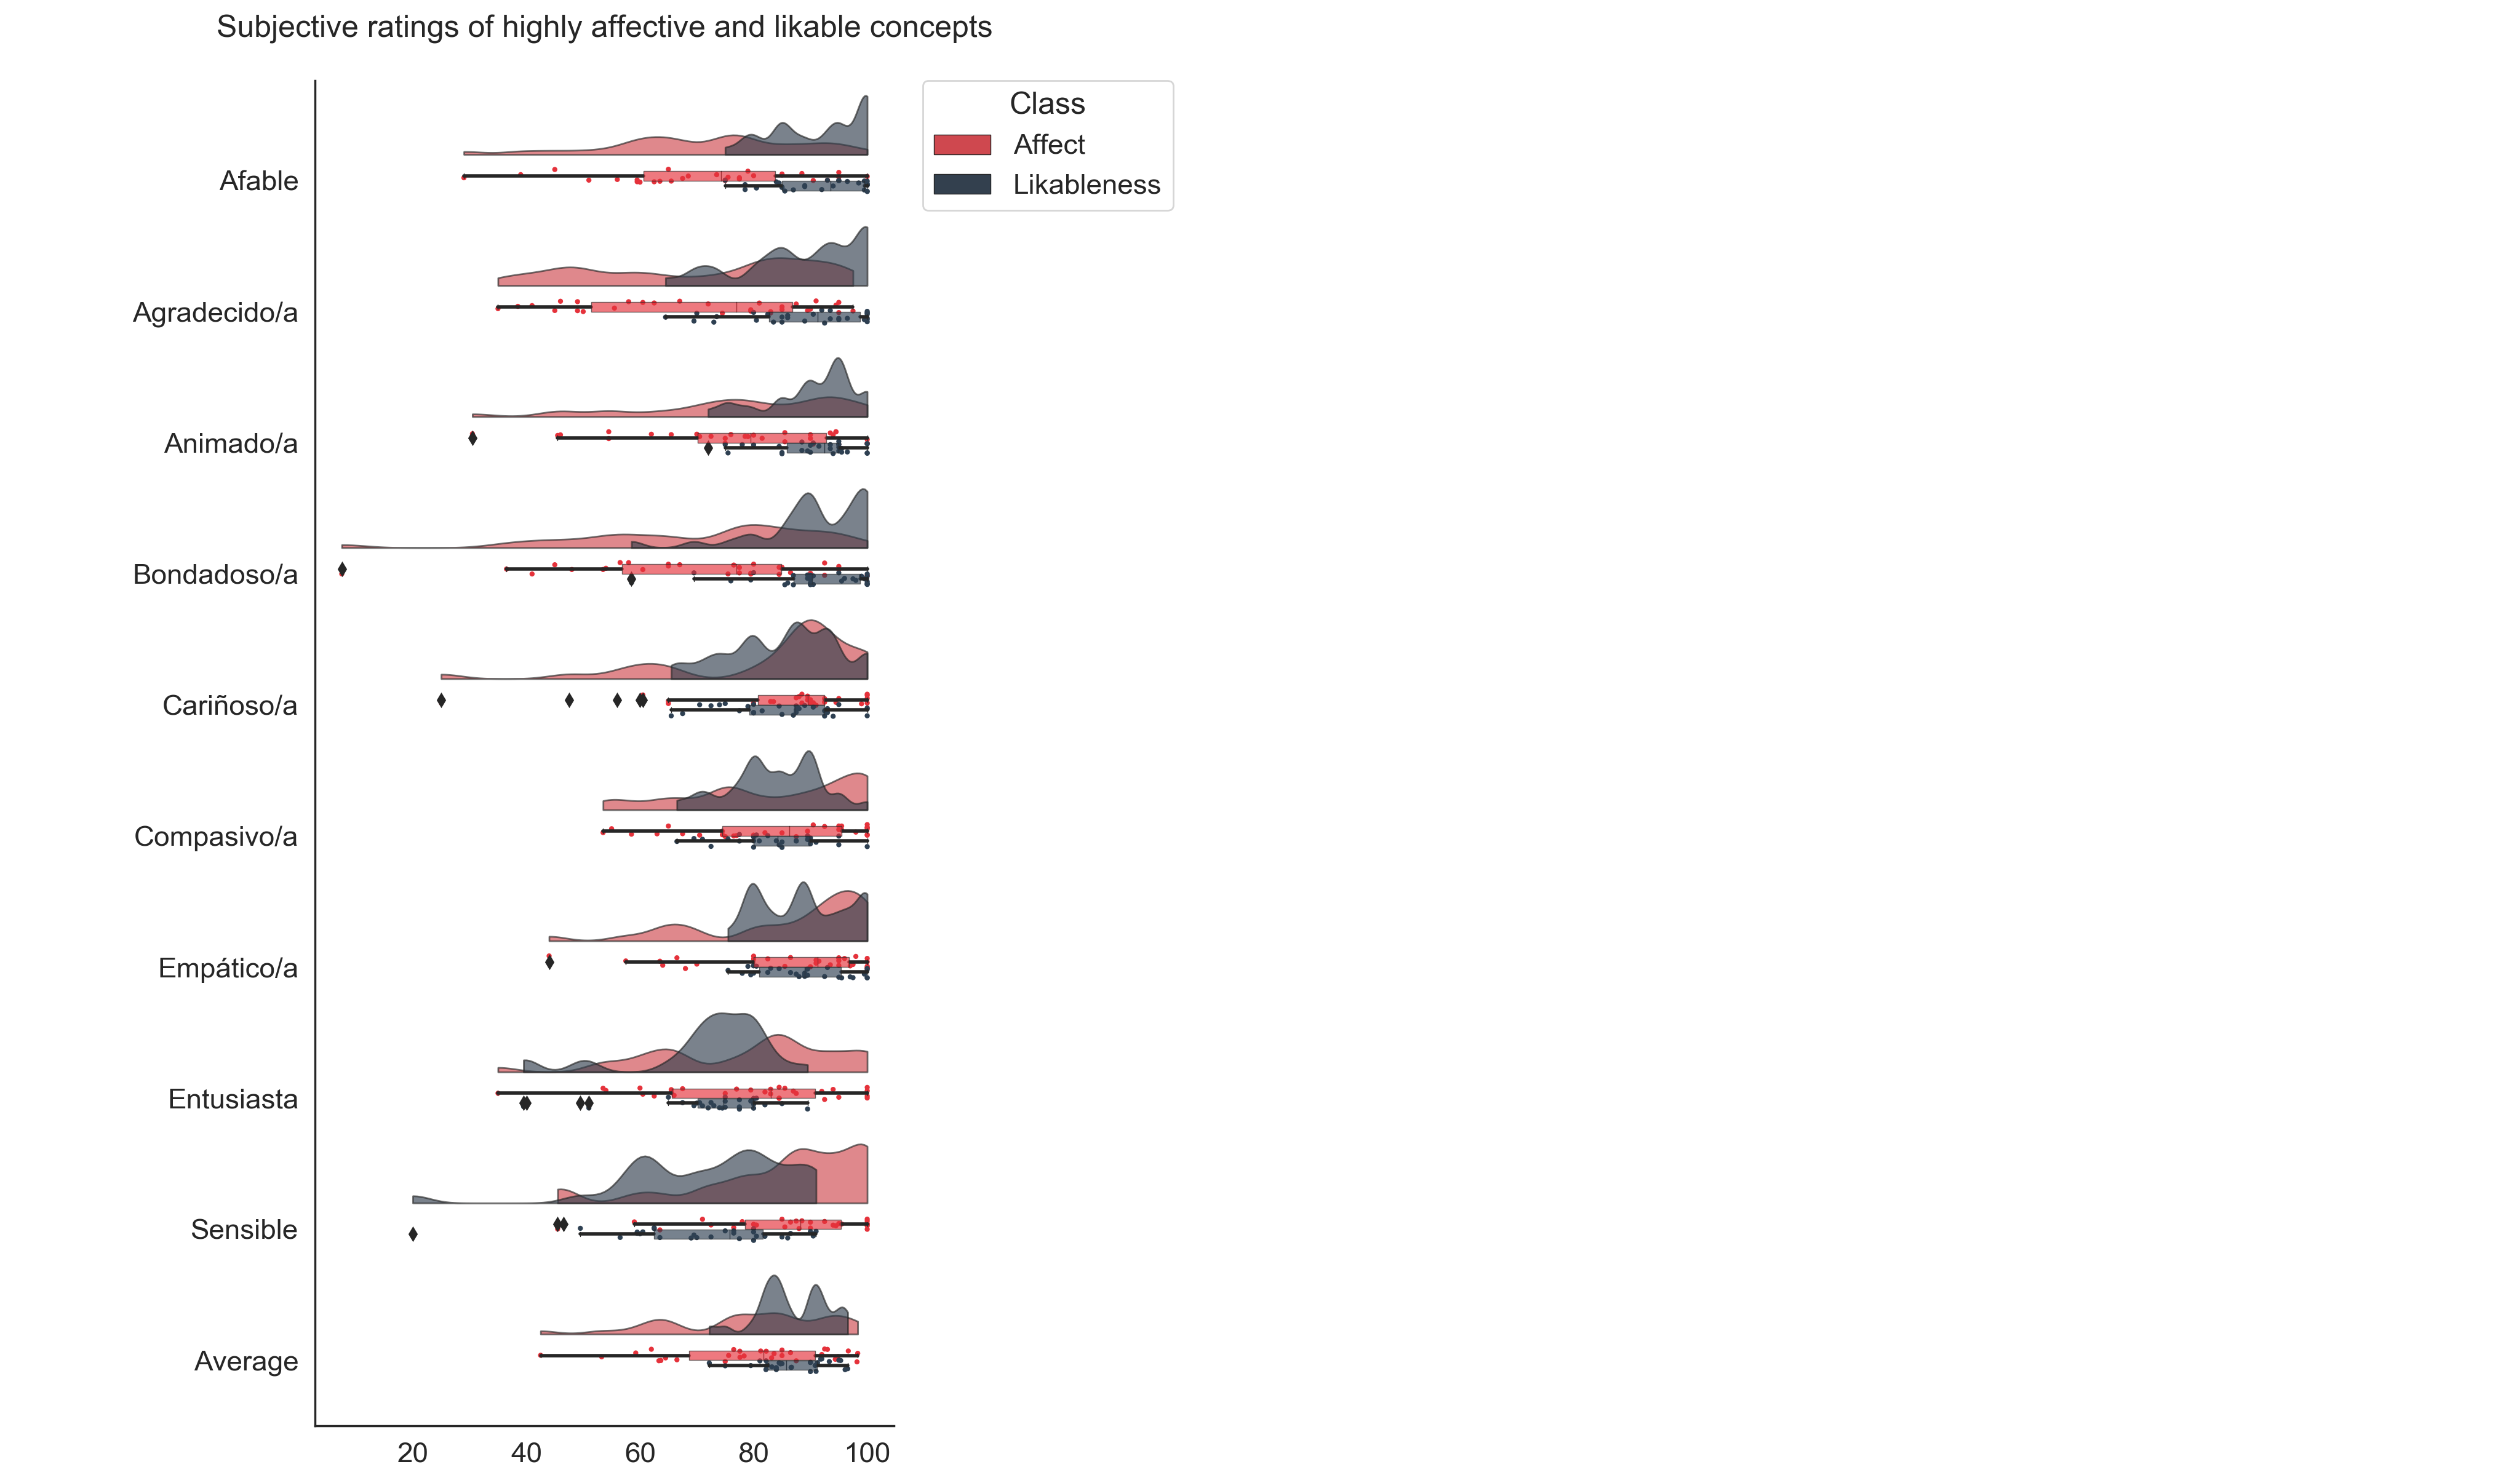 Subjective ratings of highly affective and likable concepts
Class
Affect
Likableness
Afable
Agradecido/a
Animado/a
Bondadoso/a
Cariñoso/a
Compasivo/a
Empático/a
Entusiasta
Sensible
Average
20 40 60 80 100